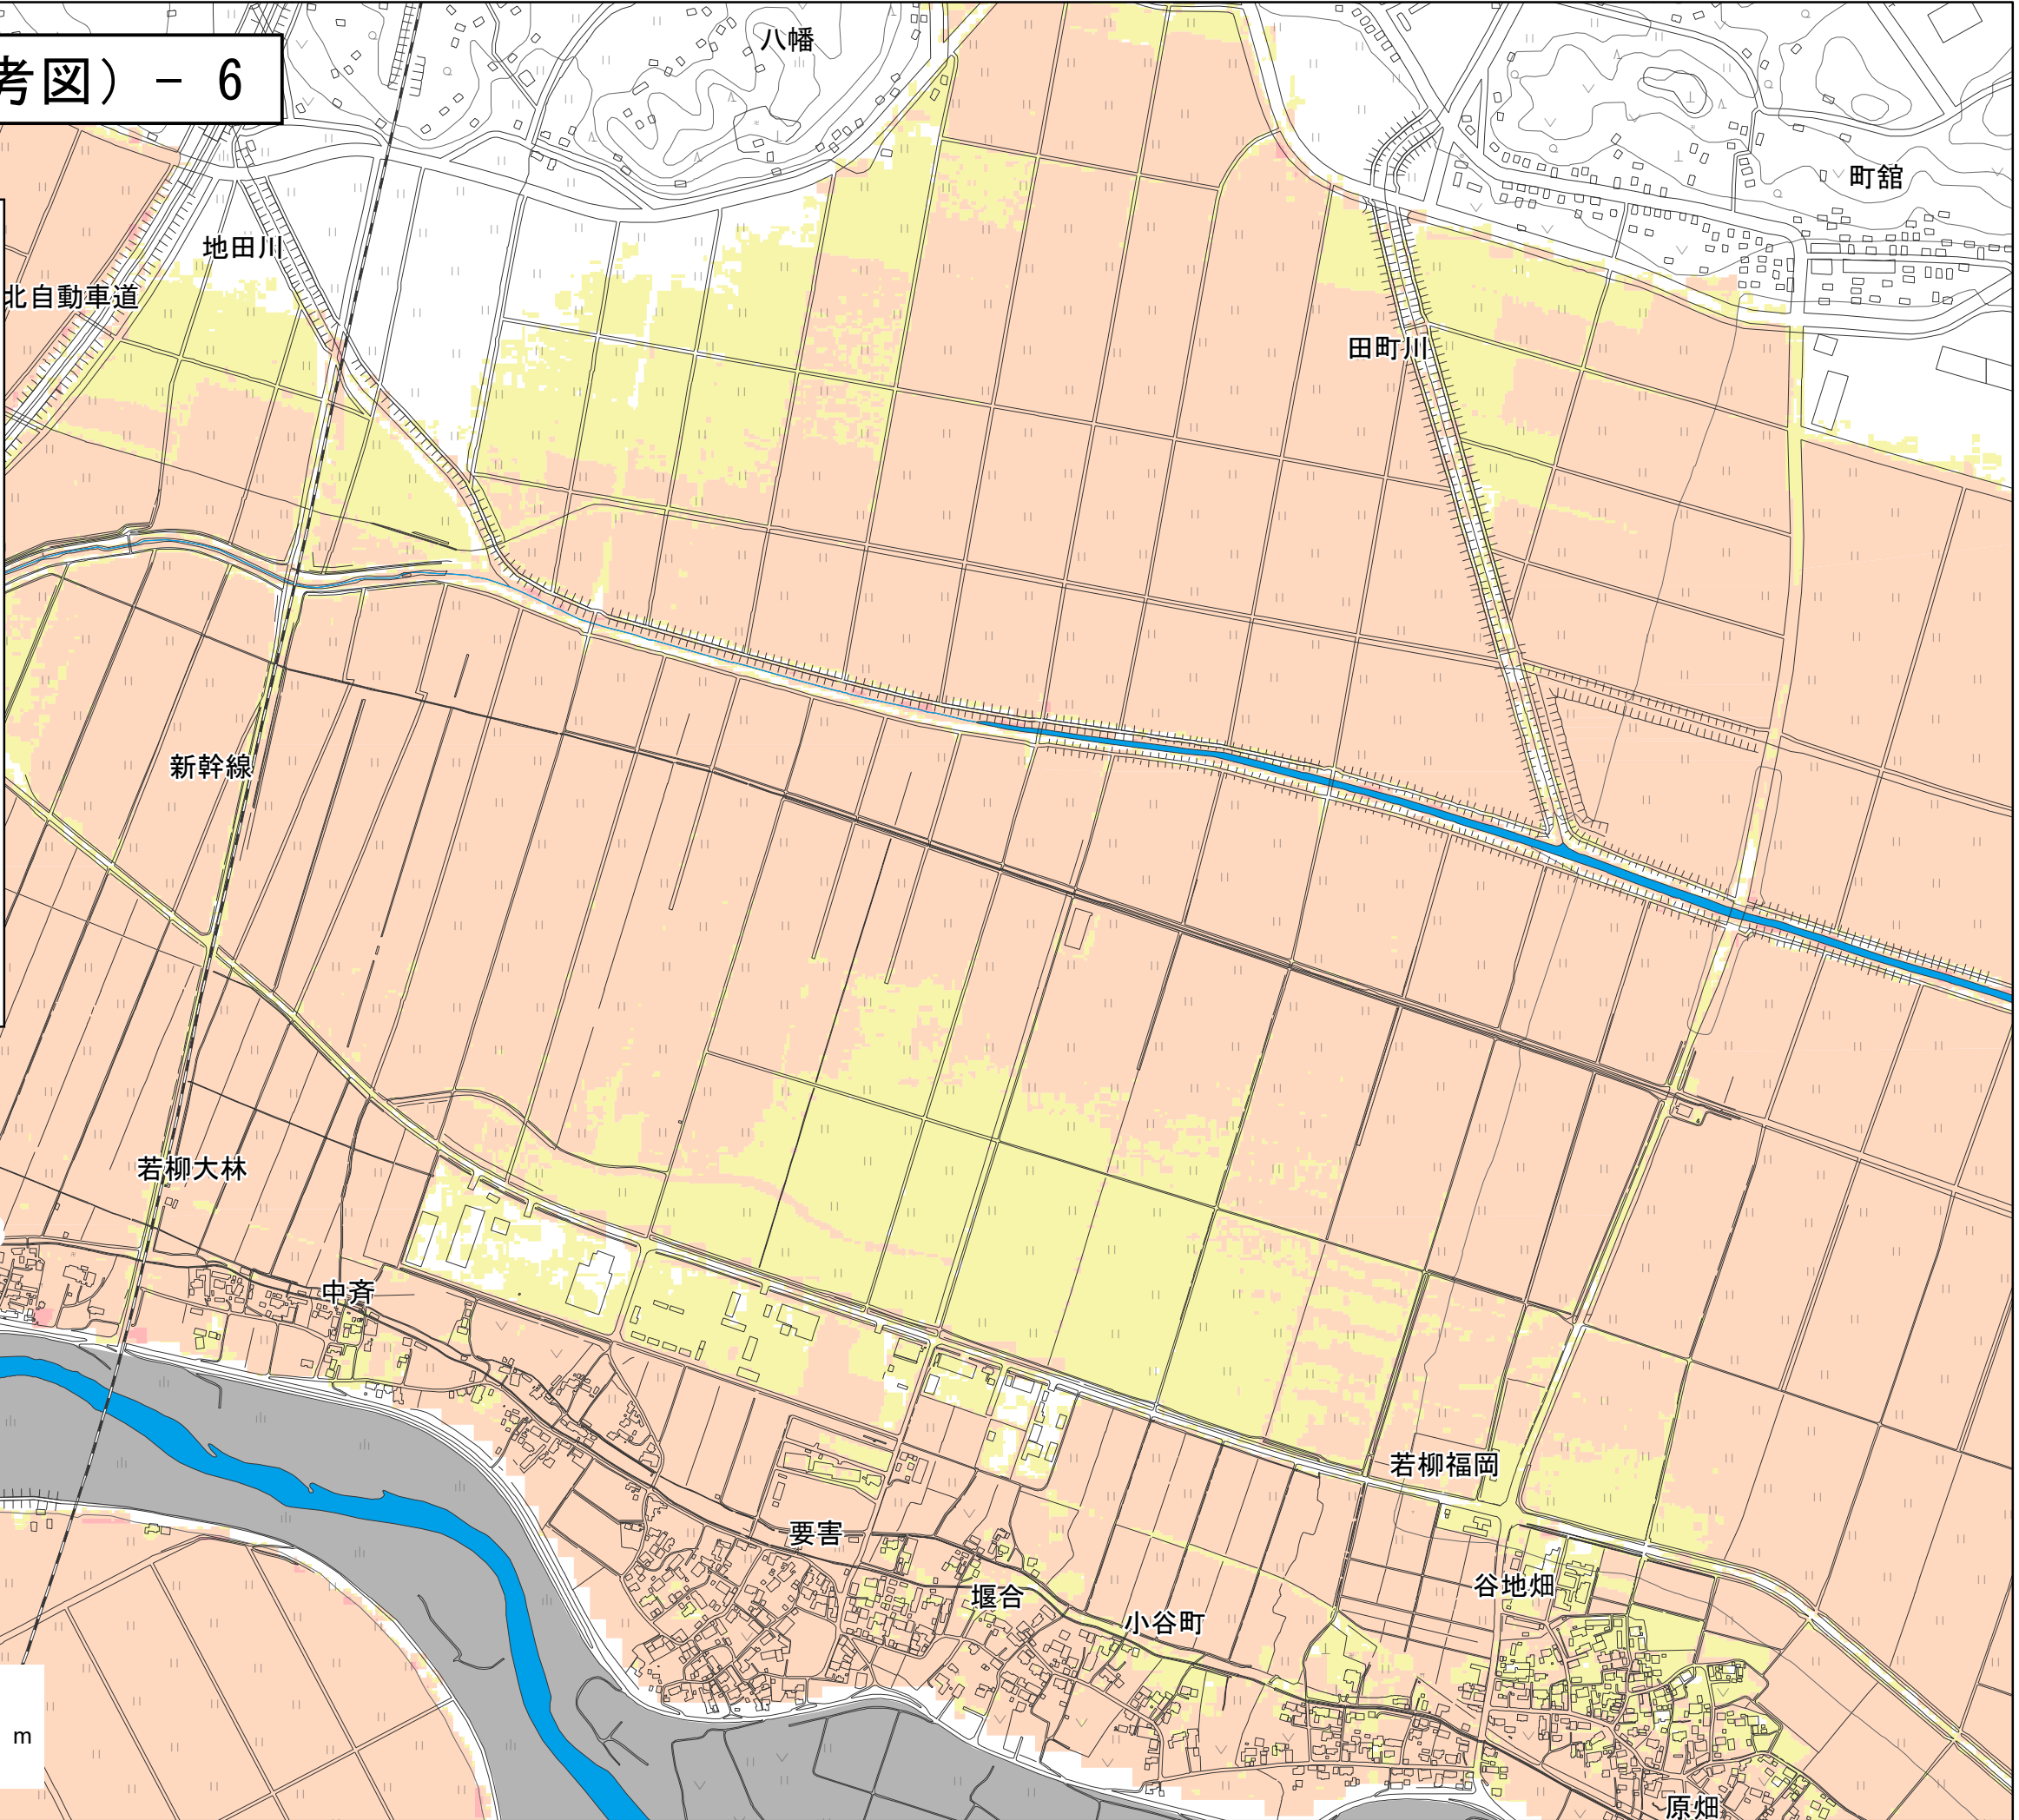 考図）－ 6
八幡
町舘
地田川
北自動車道
田町川
新幹線
若柳大林
中斉
若柳福岡
要害
谷地畑
堰合
小谷町
m
原畑